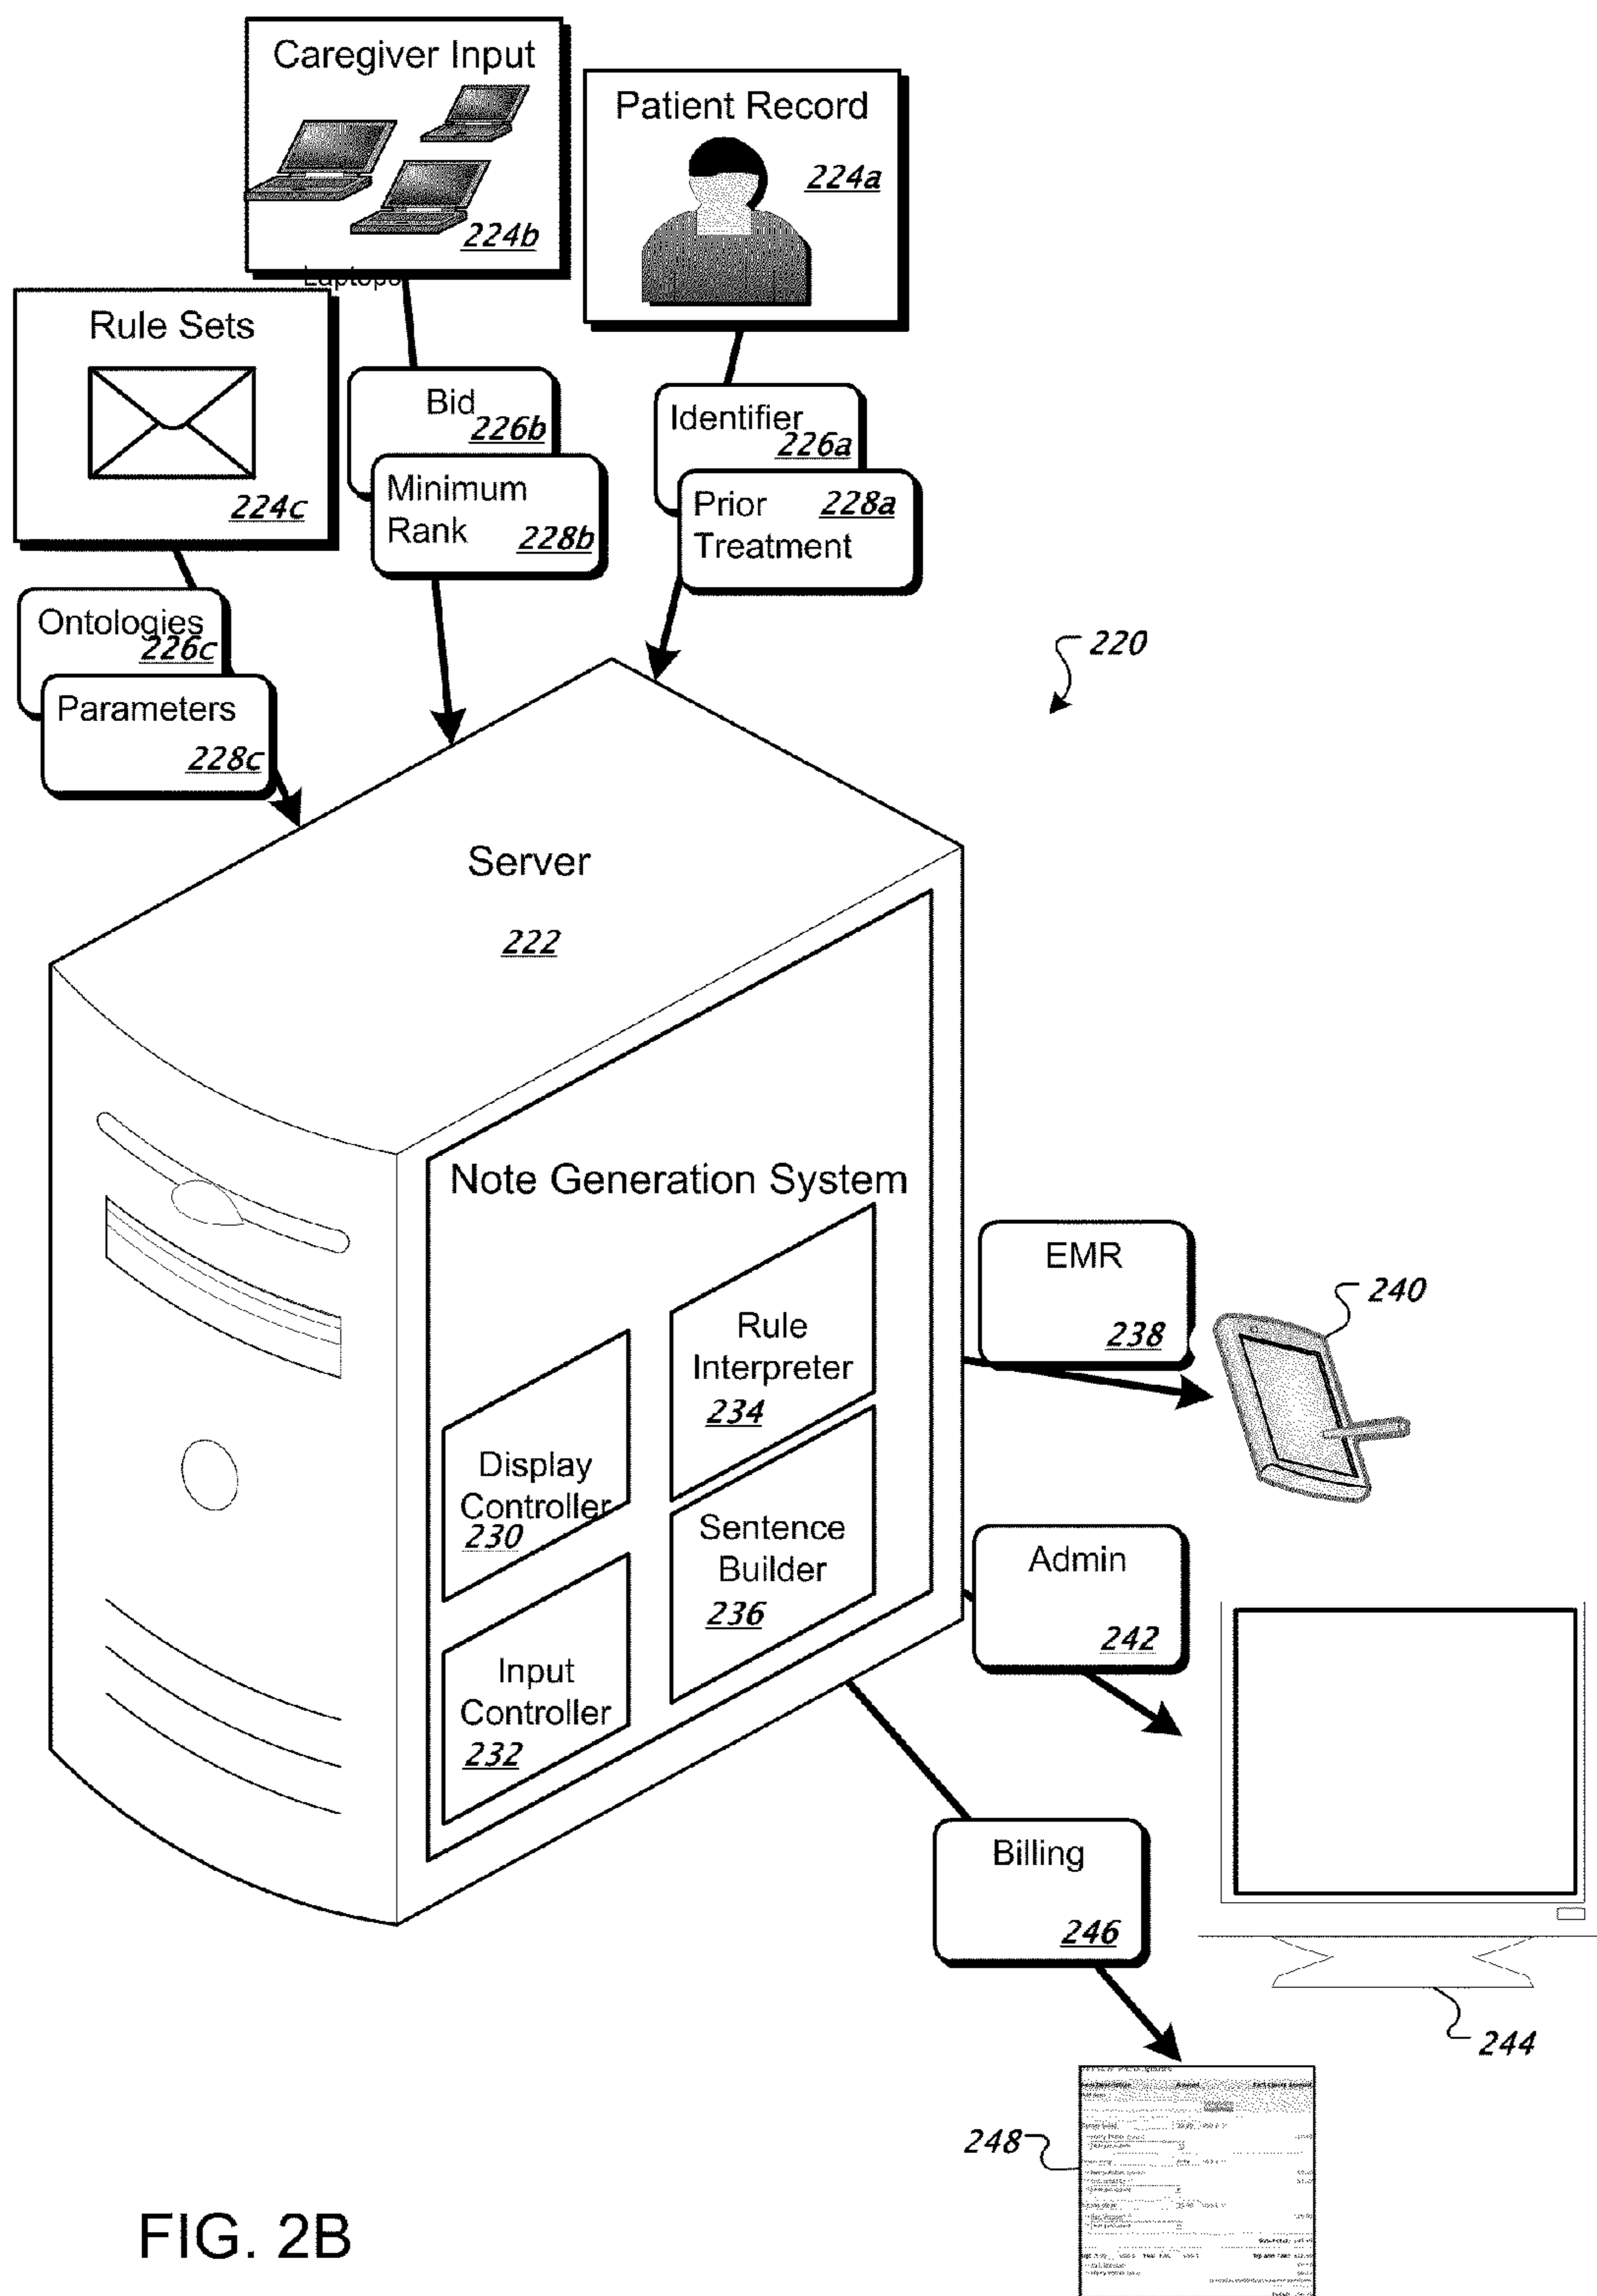 Caregiver Input
224b
Laptops
Patient Record
224a
Rule Sets
224c
Bid
226b
Minimum
Rank
228b
Identifier
226a
Prior
Treatment
228a
Ontologies
226c
Parameters
228c
220
Server
222
Note Generation System
Rule
Interpreter
234
Display
Controller
230
Sentence
Builder
236
Input
Controller
232
EMR
238
240
Admin
242
244
Billing
246
248
FIG. 2B